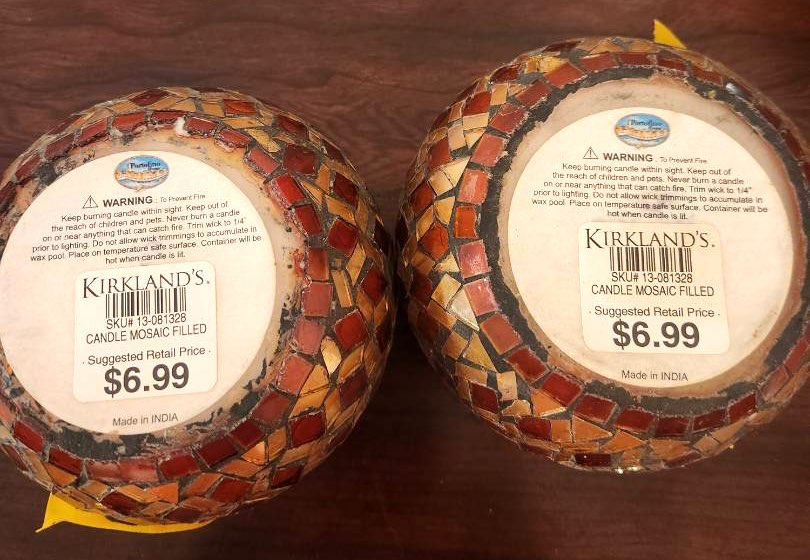 Portofino
WARNING : To Prevent Fire
Keep burning candle within sight. Keep out of
the reach of children and pets. Never burn a candle
on or near anything that can catch fire. Trim wick to 1/4"
prior to lighting. Do not allow wick trimmings to accumulate in
wax pool. Place on temperature safe surface. Container will be
hot when candle is lit.
KIRKLAND'S.
SKU# 13-081328
CANDLE MOSAIC FILLED
· Suggested Retail Price ·
$6.99
Made in INDIA
Portofino
WARNING : To Prevent Fire
Keep burning candle within sight. Keep out of
the reach of children and pets. Never burn a candle
on or near anything that can catch fire. Trim wick to 1/4"
prior to lighting. Do not allow wick trimmings to accumulate in
wax pool. Place on temperature safe surface. Container will be
hot when candle is lit.
KIRKLAND'S.
SKU# 13-081328
CANDLE MOSAIC FILLED
· Suggested Retail Price ·
$6.99
Made in INDIA